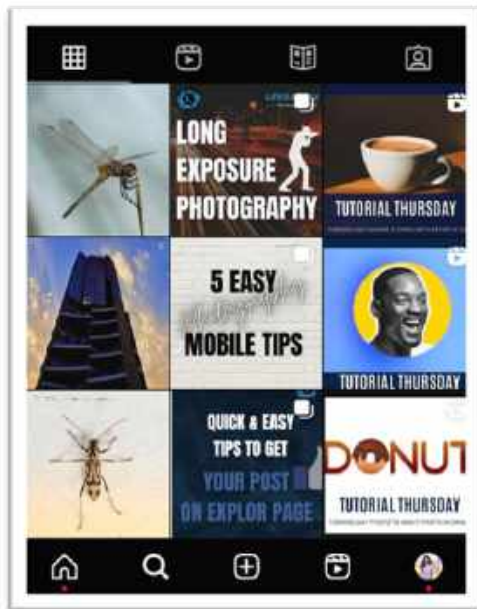 LONG
EXPOSURE
PHOTOGRAPHY
TUTORIAL THURSDAY
5 EASY
photography
MOBILE TIPS
TUTORIAL THURSDAY
QUICK & EASY
TIPS TO GET
YOUR POST
ON EXPLOR PAGE
DONUT
TUTORIAL THURSDAY